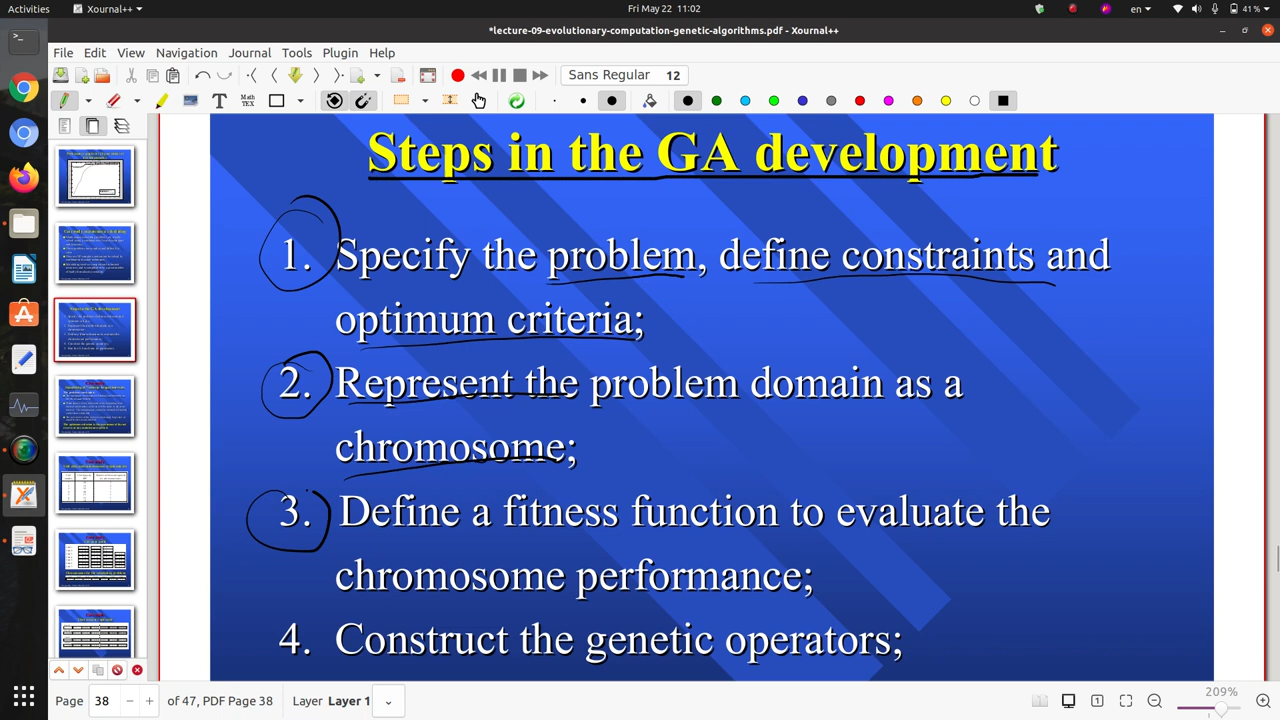 Activities
Xournal++
Fri May 22 11:02
en
41%
*lecture-09-evolutionary-computation-genetic-algorithms.pdf - Xournal++
File Edit View Navigation Journal Tools Plugin Help
Sans Regular 12
Steps in the GA development
1. Specify the problem, define constraints and
optimum criteria;
2. Represent the problem domain as a
chromosome;
3. Define a fitness function to evaluate the
chromosome performance;
4. Construct the genetic operators;
Page 38 of 47, PDF Page 38 Layer Layer 1
209%